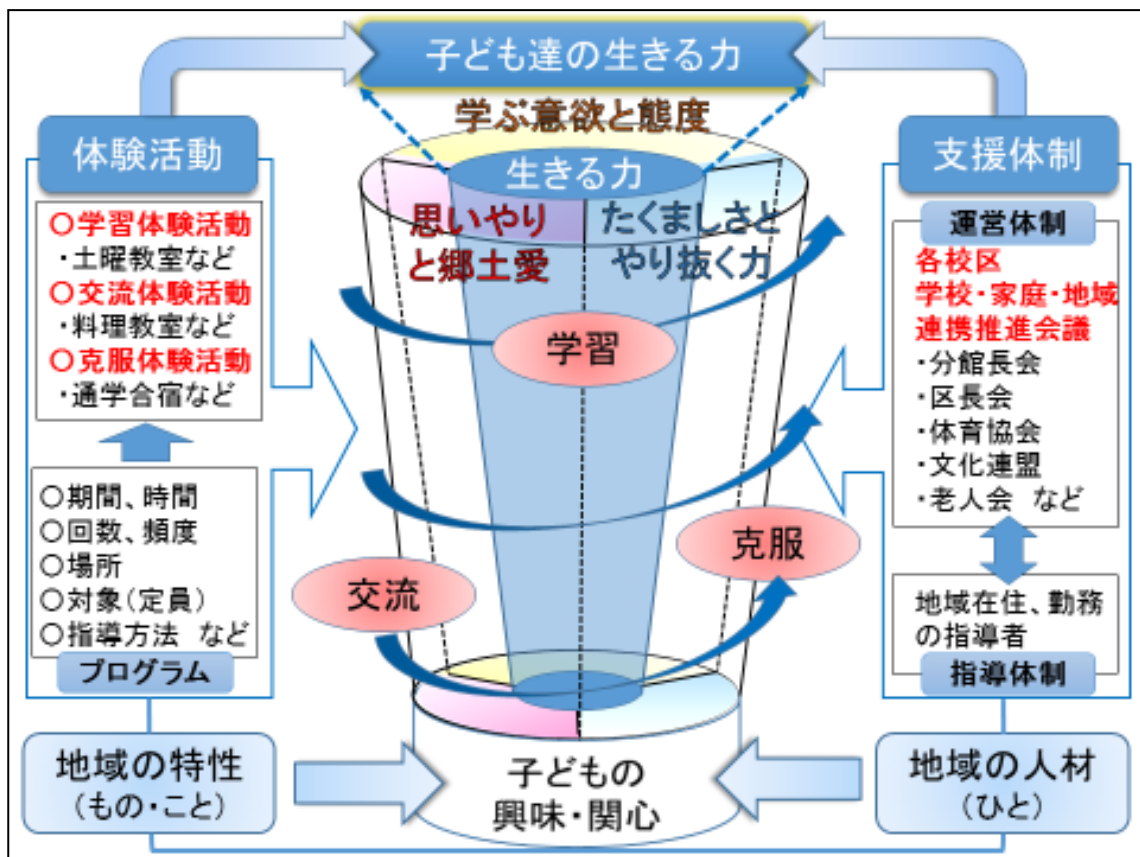 子ども達の生きる力
学ぶ意欲と態度
生きる力
思いやり
と郷土愛
たくましさと
やり抜く力
学習
交流
克服
子どもの
興味・関心
体験活動
○学習体験活動
・土曜教室など
○交流体験活動
・料理教室など
○克服体験活動
・通学合宿など
○期間、時間
○回数、頻度
○場所
○対象(定員)
○指導方法 など
プログラム
地域の特性
(もの・こと)
支援体制
運営体制
各校区
学校・家庭・地域
連携推進会議
・分館長会
・区長会
・体育協会
・文化連盟
・老人会 など
地域在住、勤務
の指導者
指導体制
地域の人材
(ひと)